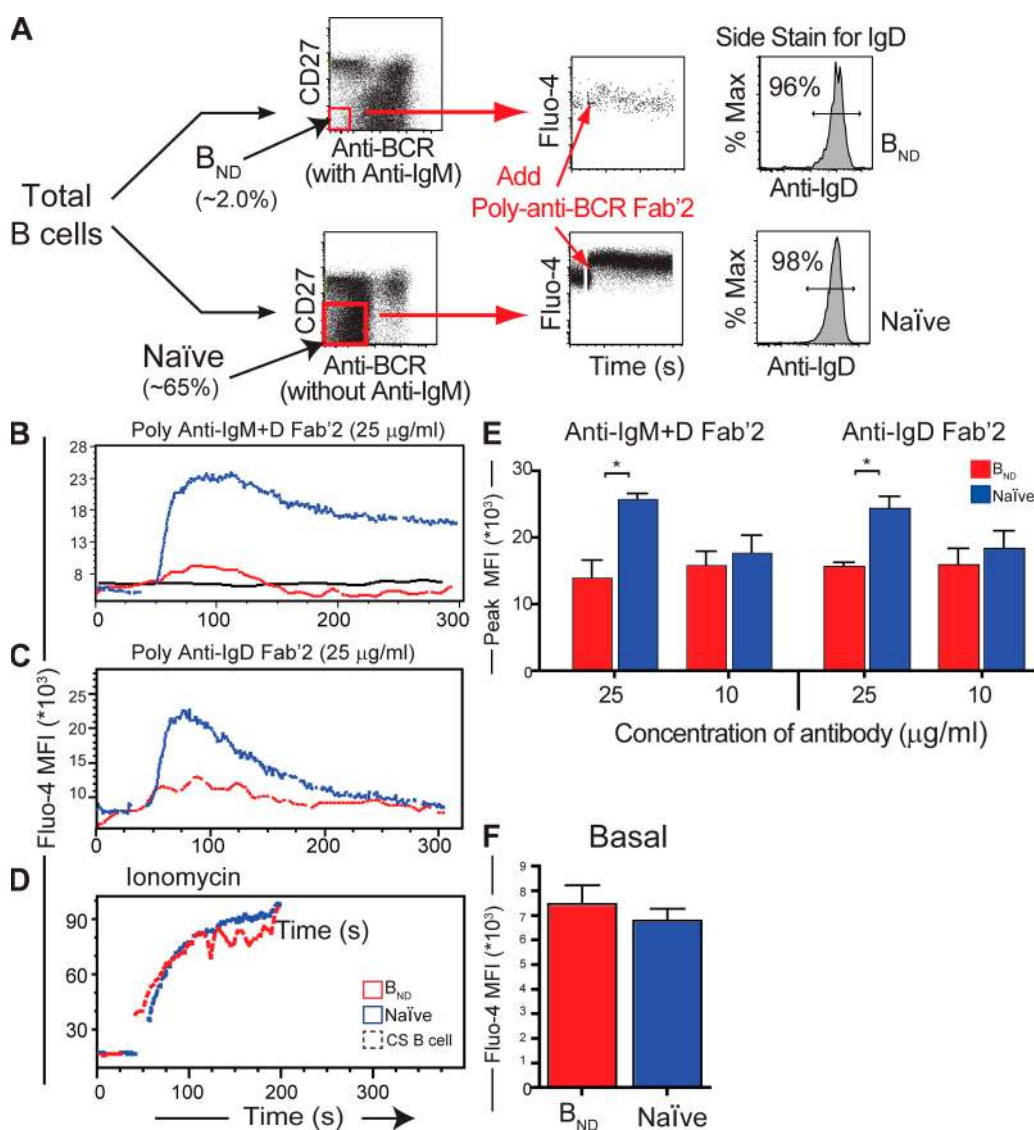 A
CD27
Anti-BCR
(with Anti-IgM)
B_ND
(~2.0%)
Total
B cells
Fluo-4
Add
Poly-anti-BCR Fab'2
Side Stain for IgD
% Max
96%
B_ND
Anti-IgD
CD27
Anti-BCR
(without Anti-IgM)
Naïve
(~65%)
Fluo-4
Time (s)
% Max
98%
Naïve
Anti-IgD
B
Poly Anti-IgM+D Fab'2 (25 µg/ml)
28
23
18
13
8
0
100
200
300
C
Poly Anti-IgD Fab'2 (25 µg/ml)
25
20
15
10
0
100
200
300
Fluo-4 MFI (*10³)
D
Ionomycin
90
60
30
Time (s)
B_ND
Naïve
CS B cell
0
100
200
300
Time (s)
E
Anti-IgM+D Fab'2
Anti-IgD Fab'2
B_ND
Naïve
*
*
Peak MFI (*10³)
30
20
10
0
25
10
25
10
Concentration of antibody (µg/ml)
F
Basal
Fluo-4 MFI (*10³)
9
8
7
6
5
4
3
2
1
0
B_ND
Naïve